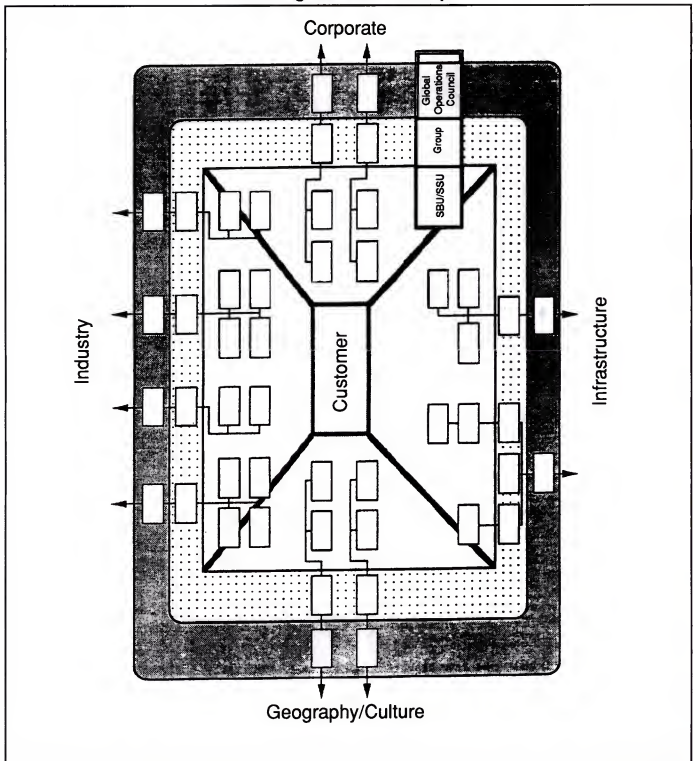 Corporate
Global
Operations
Council
Group
SBU/SSU
Industry
Customer
Infrastructure
Geography/Culture